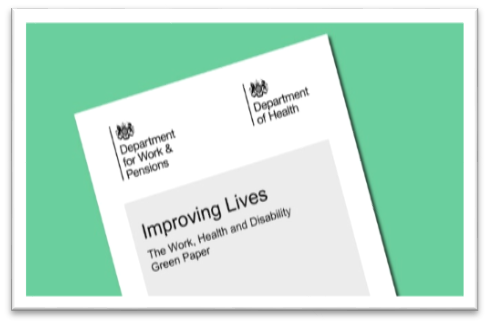 Department
for Work &
Pensions
Department
of Health
Improving Lives
The Work, Health and Disability
Green Paper